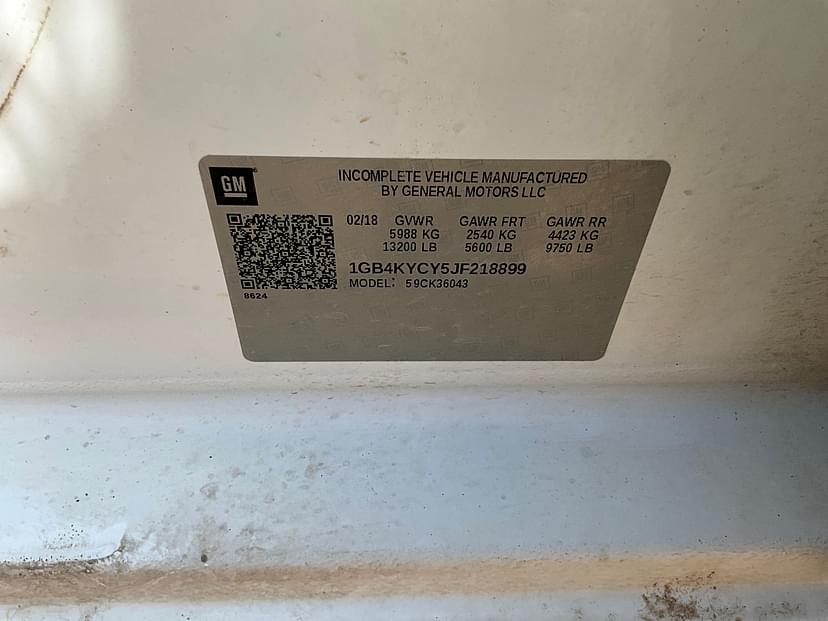 GM
INCOMPLETE VEHICLE MANUFACTURED
BY GENERAL MOTORS LLC
02/18 GVWR GAWR FRT GAWR RR
5988 KG 2540 KG 4423 KG
13200 LB 5600 LB 9750 LB
1GB4KYCY5JF218899
MODEL: 59CK36043
8624